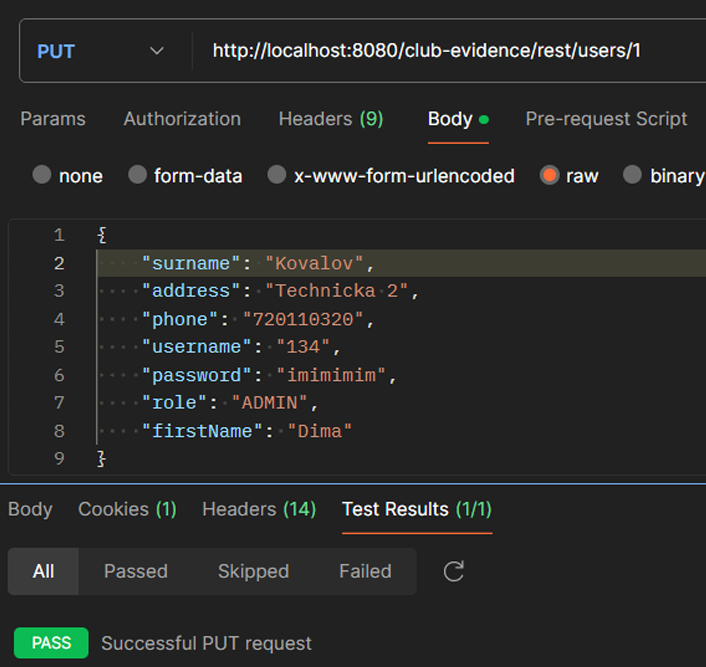 PUT http://localhost:8080/club-evidence/rest/users/1
Params Authorization Headers (9) Body Pre-request Script
none form-data x-www-form-urlencoded raw binary
1 {
2 "surname": "Kovalov",
3 "address": "Technicka 2",
4 "phone": "720110320",
5 "username": "134",
6 "password": "imimimim",
7 "role": "ADMIN",
8 "firstName": "Dima"
9 }
Body Cookies (1) Headers (14) Test Results (1/1)
All Passed Skipped Failed
PASS Successful PUT request